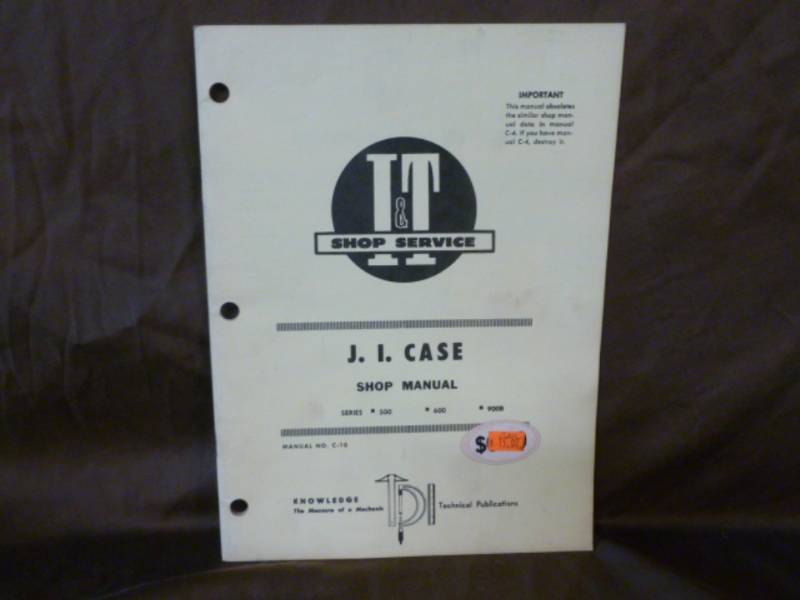 IMPORTANT
This manual obsoletes
the similar shop man-
ual data in manual
C-4. If you have man-
ual C-4, destroy it.
I&T
SHOP SERVICE
J. I. CASE
SHOP MANUAL
SERIES * 500 * 600 * 900B
MANUAL NO. C-10
$
KNOWLEDGE
The Measure of a Mechanic
TPI
Technical Publications